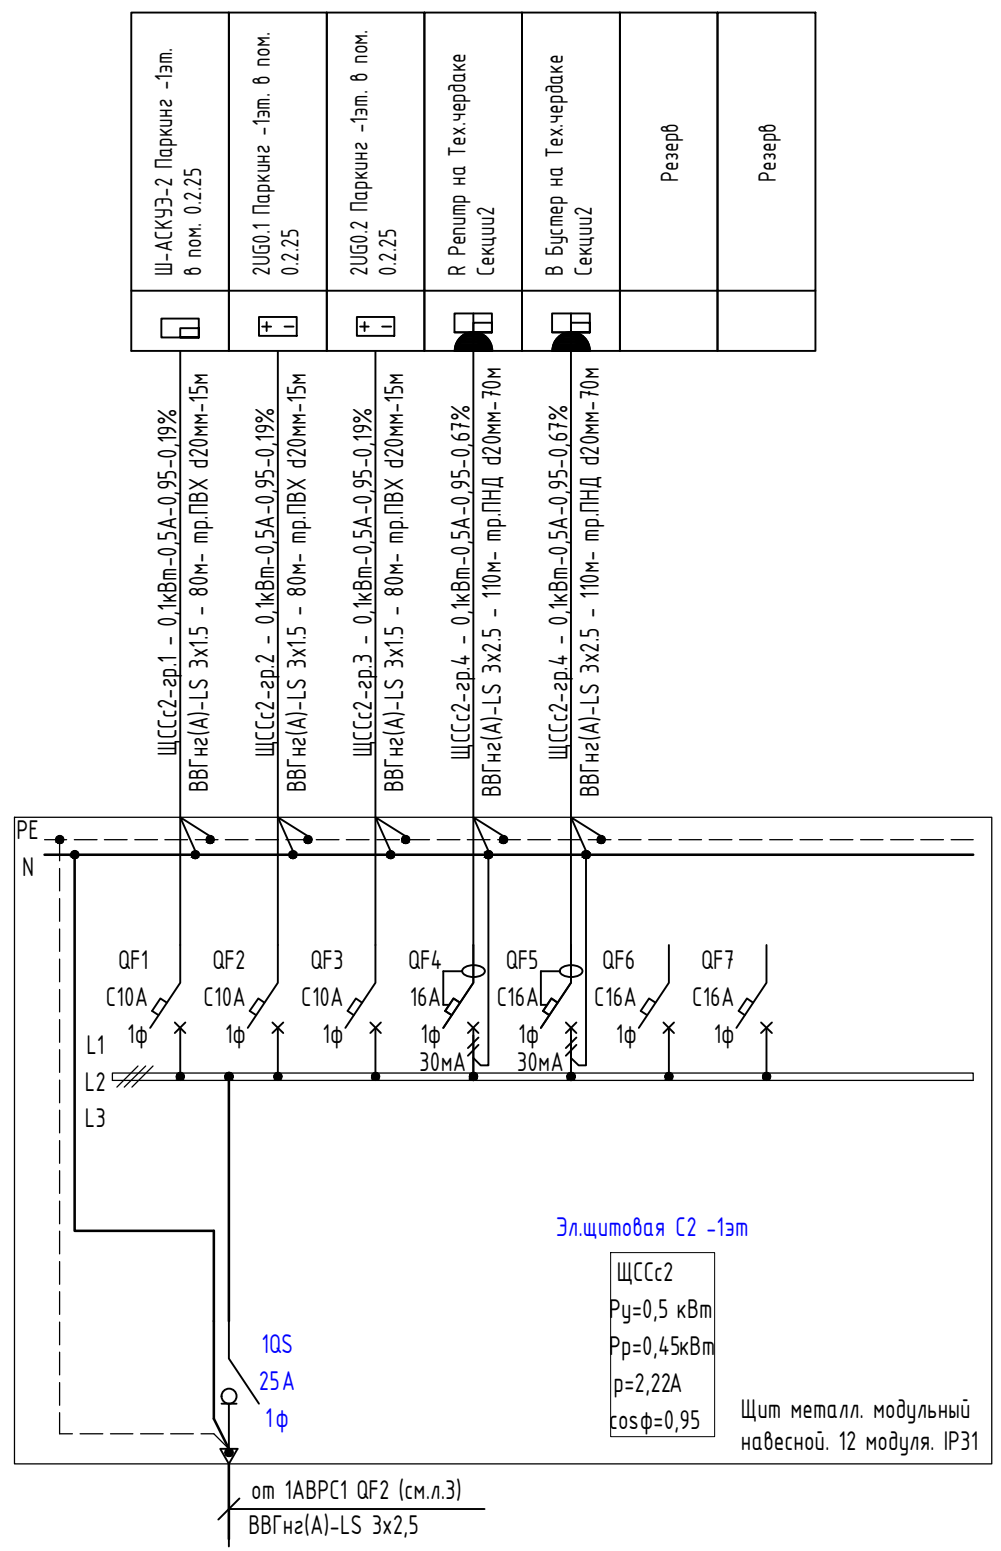 Ш-АСКУЭ-2 Паркинг -1эт.
в пом. 0.2.25
2UG0.1 Паркинг -1эт. в пом.
0.2.25
2UG0.2 Паркинг -1эт. в пом.
0.2.25
R Репитр на Тех.чердаке
Секции2
B Бустер на Тех.чердаке
Секции2
Резерв
Резерв
ЩССс2-гр.1 - 0,1кВт-0,5А-0,95-0,19%
ВВГнг(А)-LS 3х1.5 - 80м- тр.ПВХ d20мм-15м
ЩССс2-гр.2 - 0,1кВт-0,5А-0,95-0,19%
ВВГнг(А)-LS 3х1.5 - 80м- тр.ПВХ d20мм-15м
ЩССс2-гр.3 - 0,1кВт-0,5А-0,95-0,19%
ВВГнг(А)-LS 3х1.5 - 80м- тр.ПВХ d20мм-15м
ЩССс2-гр.4 - 0,1кВт-0,5А-0,95-0,67%
ВВГнг(А)-LS 3х2.5 - 110м- тр.ПНД d20мм-70м
ЩССс2-гр.4 - 0,1кВт-0,5А-0,95-0,67%
ВВГнг(А)-LS 3х2.5 - 110м- тр.ПНД d20мм-70м
PE
N
QF1
C10A
1ф
QF2
C10A
1ф
QF3
C10A
1ф
QF4
16A
1ф
30мА
QF5
C16A
1ф
30мА
QF6
C16A
1ф
QF7
C16A
1ф
L1
L2
L3
Эл.щитовая С2 -1эт
ЩССс2
Ру=0,5 кВт
Рр=0,45кВт
р=2,22А
cosφ=0,95
1QS
25A
1ф
Щит металл. модульный
навесной. 12 модуля. IP31
от 1АВРС1 QF2 (см.л.3)
ВВГнг(А)-LS 3х2,5